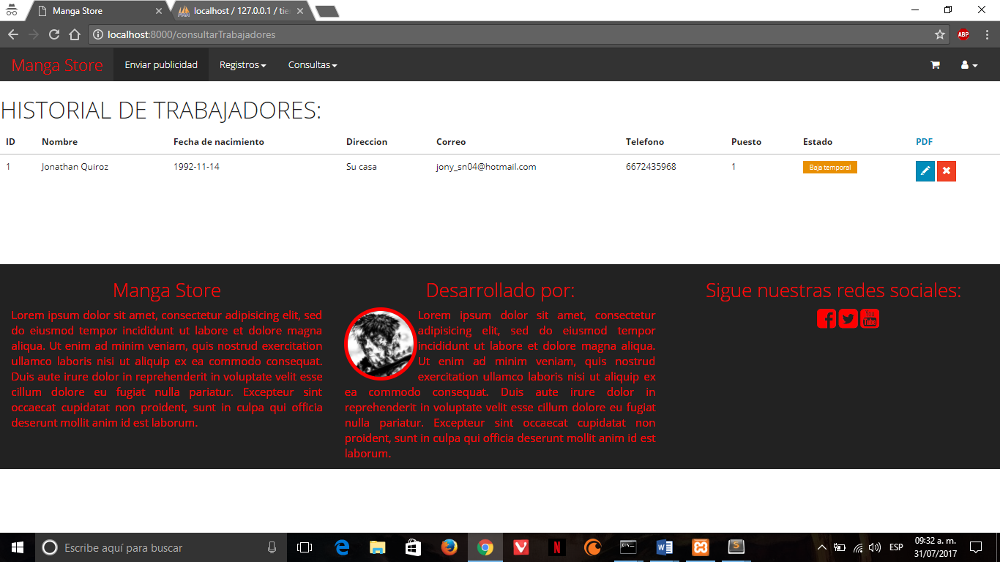 Manga Store
localhost / 127.0.0.1 / tie
localhost:8000/consultarTrabajadores
ABP
Manga Store Enviar publicidad Registros Consultas
HISTORIAL DE TRABAJADORES:
ID Nombre Fecha de nacimiento Direccion Correo Telefono Puesto Estado PDF
1 Jonathan Quiroz 1992-11-14 Su casa jony_sn04@hotmail.com 6672435968 1 Baja temporal
Manga Store
Lorem ipsum dolor sit amet, consectetur adipisicing elit, sed
do eiusmod tempor incididunt ut labore et dolore magna
aliqua. Ut enim ad minim veniam, quis nostrud exercitation
ullamco laboris nisi ut aliquip ex ea commodo consequat.
Duis aute irure dolor in reprehenderit in voluptate velit esse
cillum dolore eu fugiat nulla pariatur. Excepteur sint
occaecat cupidatat non proident, sunt in culpa qui officia
deserunt mollit anim id est laborum.
Desarrollado por:
Lorem ipsum dolor sit amet, consectetur
adipisicing elit, sed do eiusmod tempor
incididunt ut labore et dolore magna aliqua.
Ut enim ad minim veniam, quis nostrud
exercitation ullamco laboris nisi ut aliquip ex
ea commodo consequat. Duis aute irure dolor in
reprehenderit in voluptate velit esse cillum dolore eu fugiat
nulla pariatur. Excepteur sint occaecat cupidatat non
proident, sunt in culpa qui officia deserunt mollit anim id est
laborum.
Sigue nuestras redes sociales:
You
Tube
Escribe aquí para buscar
ESP
09:32 a. m.
31/07/2017